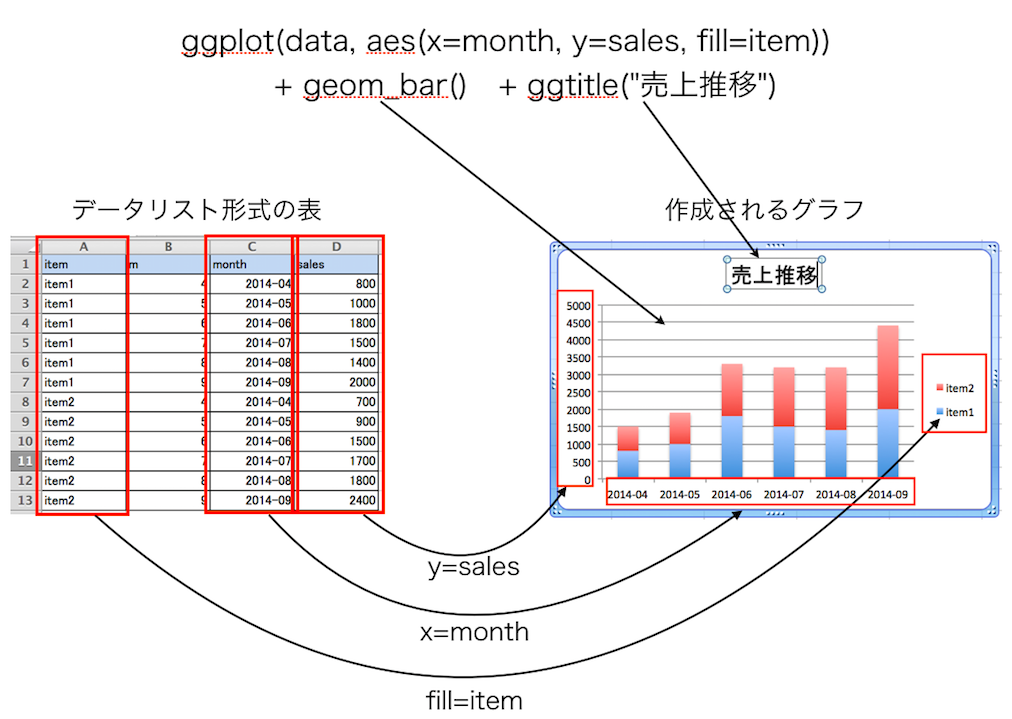 ggplot(data, aes(x=month, y=sales, fill=item))
+ geom_bar() + ggtitle("売上推移")
データリスト形式の表
A B C D
1 item m month sales
2 item1 4 2014-04 800
3 item1 5 2014-05 1000
4 item1 6 2014-06 1800
5 item1 7 2014-07 1500
6 item1 8 2014-08 1400
7 item1 9 2014-09 2000
8 item2 4 2014-04 700
9 item2 5 2014-05 900
10 item2 6 2014-06 1500
11 item2 7 2014-07 1700
12 item2 8 2014-08 1800
13 item2 9 2014-09 2400
作成されるグラフ
売上推移
5000
4500
4000
3500
3000
2500
2000
1500
1000
500
0
2014-04 2014-05 2014-06 2014-07 2014-08 2014-09
item2
item1
y=sales
x=month
fill=item